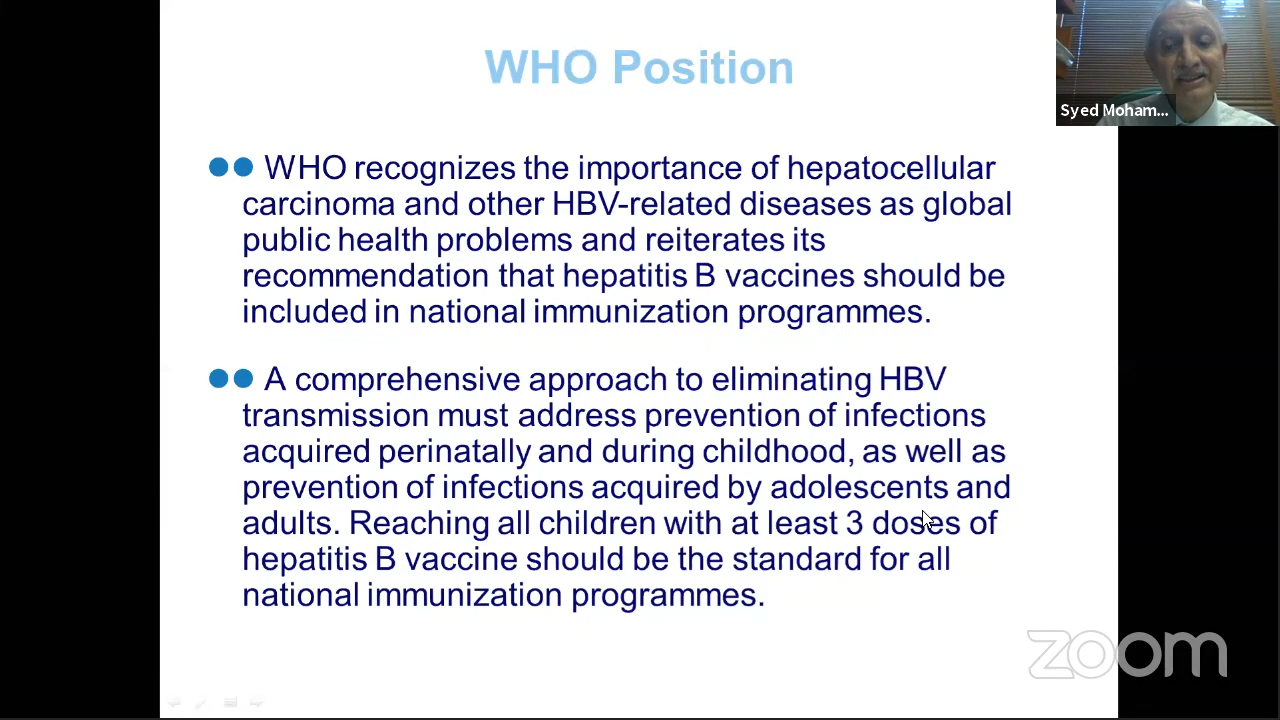 WHO Position
Syed Moham...
WHO recognizes the importance of hepatocellular
carcinoma and other HBV-related diseases as global
public health problems and reiterates its
recommendation that hepatitis B vaccines should be
included in national immunization programmes.
A comprehensive approach to eliminating HBV
transmission must address prevention of infections
acquired perinatally and during childhood, as well as
prevention of infections acquired by adolescents and
adults. Reaching all children with at least 3 doses of
hepatitis B vaccine should be the standard for all
national immunization programmes.
zoom